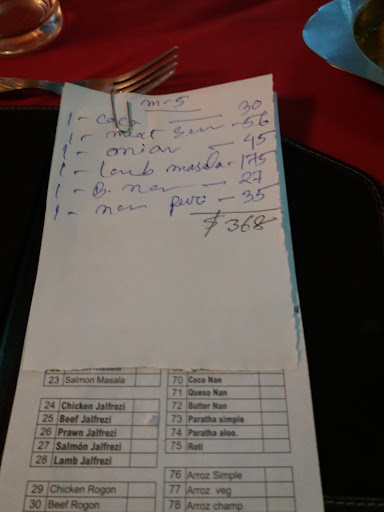 m-5
1 - coca 30
1 - meat - 56
1 - onion - 45
1 - Lamb masala - 175
1 - B. nan - 27
1 - nan puri - 35
$ 368
23 Salmon Masala
24 Chicken Jalfrezi
25 Beef Jalfrezi
26 Prawn Jalfrezi
27 Salmón Jalfrezi
28 Lamb Jalfrezi
29 Chicken Rogon
30 Beef Rogon
70 Coco Nan
71 Queso Nan
72 Butter Nan
73 Paratha simple
74 Paratha aloo.
75 Roti
76 Arroz Simple
77 Arroz veg
78 Arroz champ